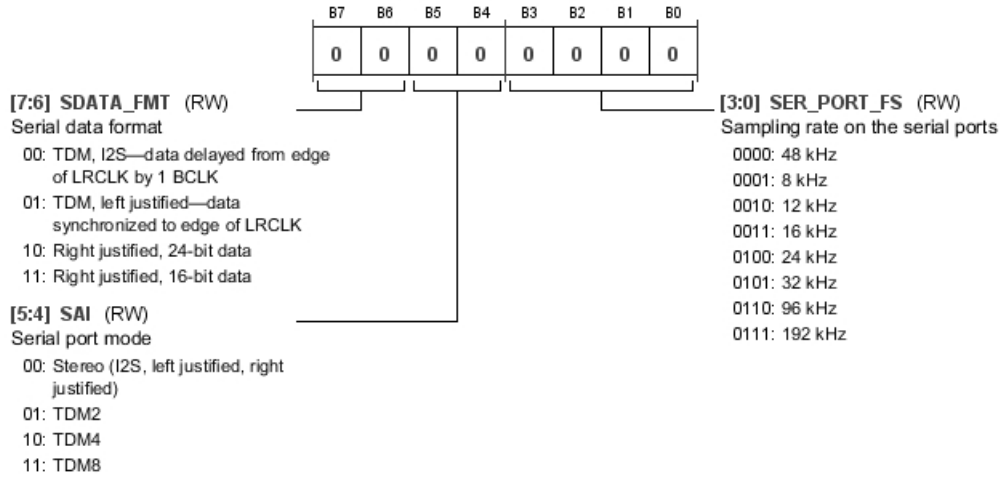 B7 B6 B5 B4 B3 B2 B1 B0
0 0 0 0 0 0 0 0
[7:6] SDATA_FMT (RW)
Serial data format
00: TDM, I2S—data delayed from edge
of LRCLK by 1 BCLK
01: TDM, left justified—data
synchronized to edge of LRCLK
10: Right justified, 24-bit data
11: Right justified, 16-bit data
[5:4] SAI (RW)
Serial port mode
00: Stereo (I2S, left justified, right
justified)
01: TDM2
10: TDM4
11: TDM8
[3:0] SER_PORT_FS (RW)
Sampling rate on the serial ports
0000: 48 kHz
0001: 8 kHz
0010: 12 kHz
0011: 16 kHz
0100: 24 kHz
0101: 32 kHz
0110: 96 kHz
0111: 192 kHz